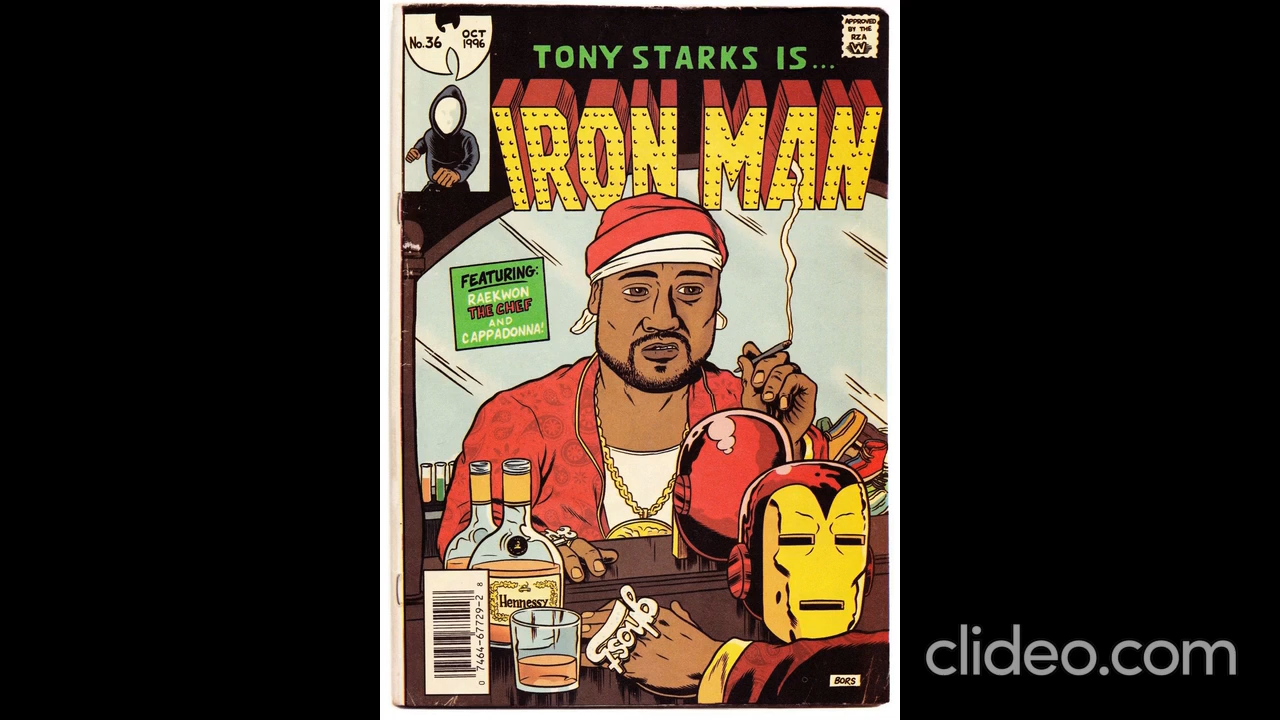 No.36
OCT
1996
APPROVED
BY THE
RZA
W
TONY STARKS IS...
IRON MAN
FEATURING:
RAEKWON
THE CHEF
AND
CAPPADONNA!
Hennessy
GHOST
0 7464-67729-2 8
BORS
clideo.com